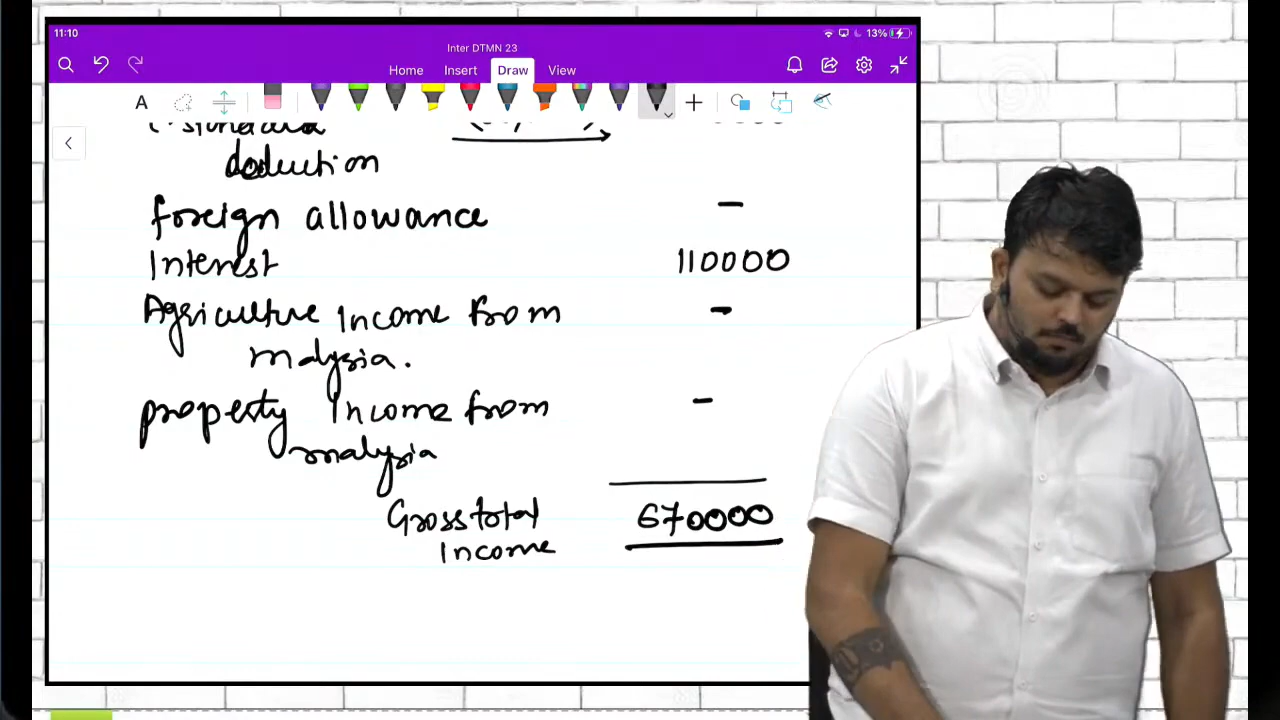 11:10
13%
Inter DTMN 23
Home Insert Draw View
A
deduction
foreign allowance -
Interest 110000
Agriculture Income from -
malysia.
property Income from -
malysia
Gross total 670000
Income